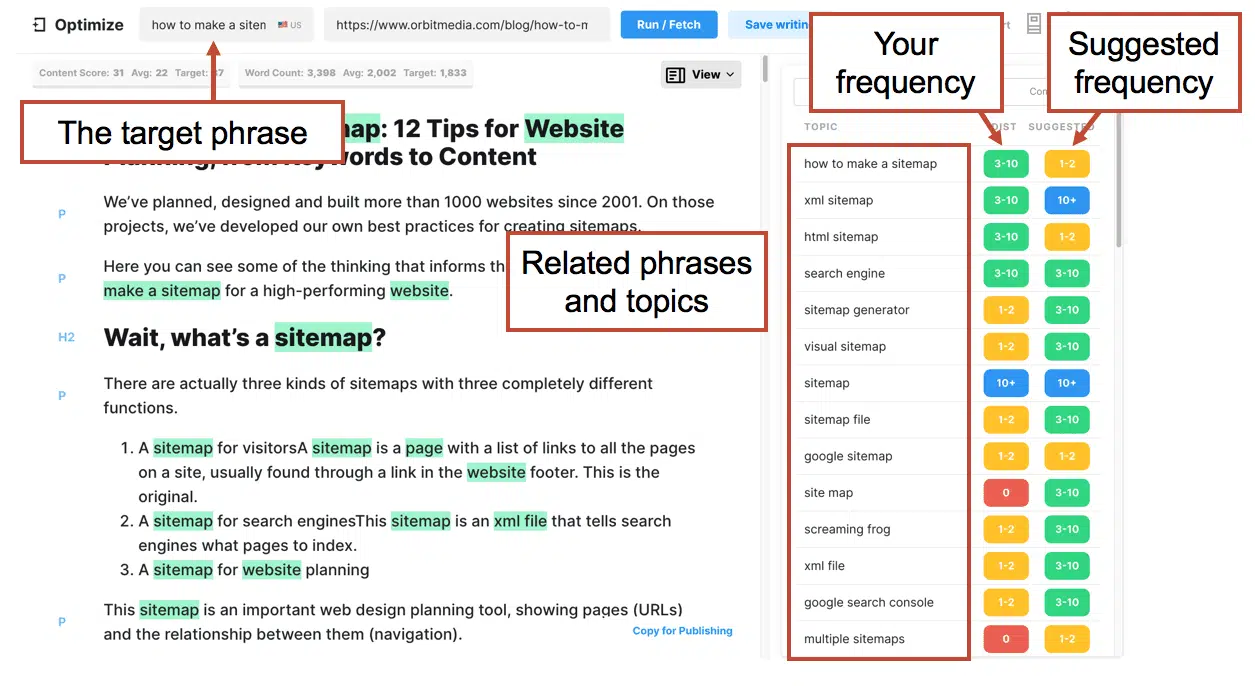 Optimize
how to make a sitem US
https://www.orbitmedia.com/blog/how-to-m
Run / Fetch
Save writin
Content Score: 31 Avg: 22 Target: 7
Word Count: 3,398 Avg: 2,002 Target: 1,833
View
The target phrase
Your
frequency
Suggested
frequency
map: 12 Tips for Website
Planning, from Keywords to Content
P
We've planned, designed and built more than 1000 websites since 2001. On those
projects, we've developed our own best practices for creating sitemaps.
P
Here you can see some of the thinking that informs th
make a sitemap for a high-performing website.
Related phrases
and topics
H2
Wait, what's a sitemap?
P
There are actually three kinds of sitemaps with three completely different
functions.
1. A sitemap for visitorsA sitemap is a page with a list of links to all the pages
on a site, usually found through a link in the website footer. This is the
original.
2. A sitemap for search enginesThis sitemap is an xml file that tells search
engines what pages to index.
3. A sitemap for website planning
P
This sitemap is an important web design planning tool, showing pages (URLs)
and the relationship between them (navigation).
Copy for Publishing
TOPIC DIST SUGGESTED
how to make a sitemap 3-10 1-2
xml sitemap 3-10 10+
html sitemap 3-10 1-2
search engine 3-10 3-10
sitemap generator 1-2 3-10
visual sitemap 1-2 3-10
sitemap 10+ 10+
sitemap file 1-2 3-10
google sitemap 1-2 1-2
site map 0 3-10
screaming frog 1-2 3-10
xml file 1-2 3-10
google search console 1-2 3-10
multiple sitemaps 0 1-2